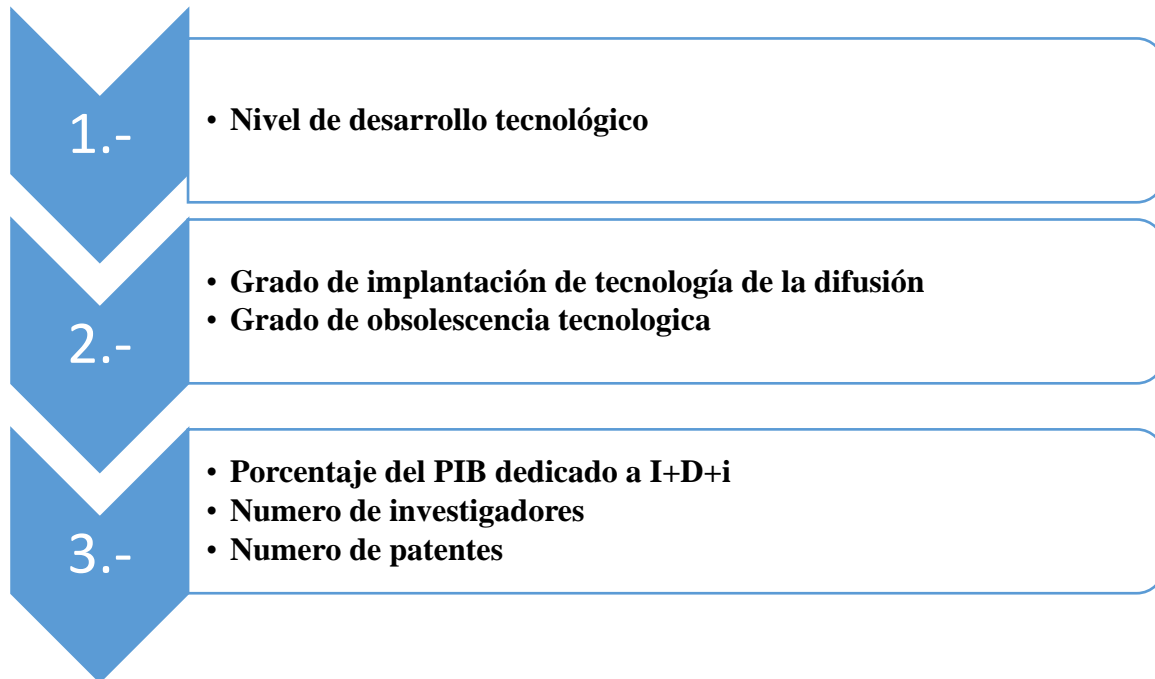 1.-
• Nivel de desarrollo tecnológico
2.-
• Grado de implantación de tecnología de la difusión
• Grado de obsolescencia tecnologica
3.-
• Porcentaje del PIB dedicado a I+D+i
• Numero de investigadores
• Numero de patentes